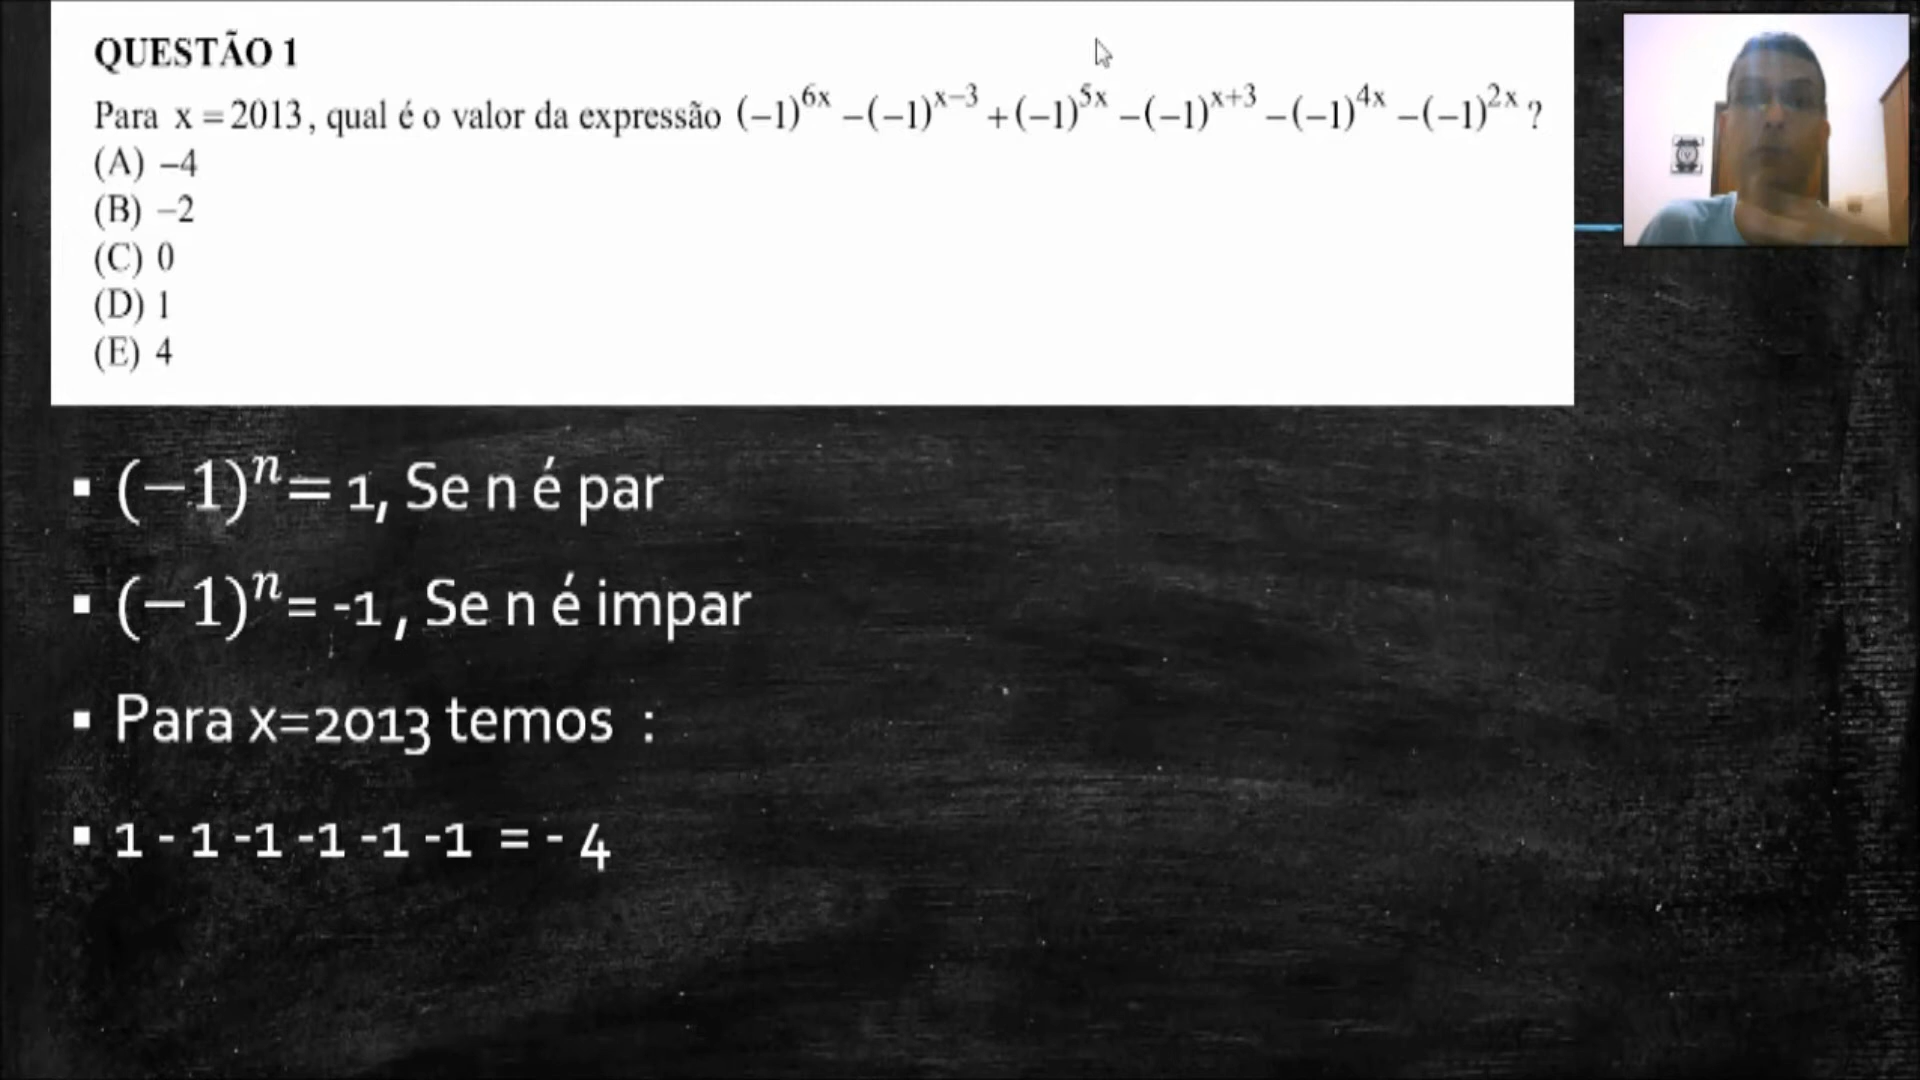 QUESTÃO 1
Para x = 2013, qual é o valor da expressão (−1)^{6x} −(−1)^{x−3} +(−1)^{5x} −(−1)^{x+3} −(−1)^{4x} −(−1)^{2x} ?
(A) −4
(B) −2
(C) 0
(D) 1
(E) 4
▪ (−1)^n = 1, Se n é par
▪ (−1)^n = -1 , Se n é impar
▪ Para x=2013 temos :
▪ 1 - 1 -1 -1 -1 -1 = - 4